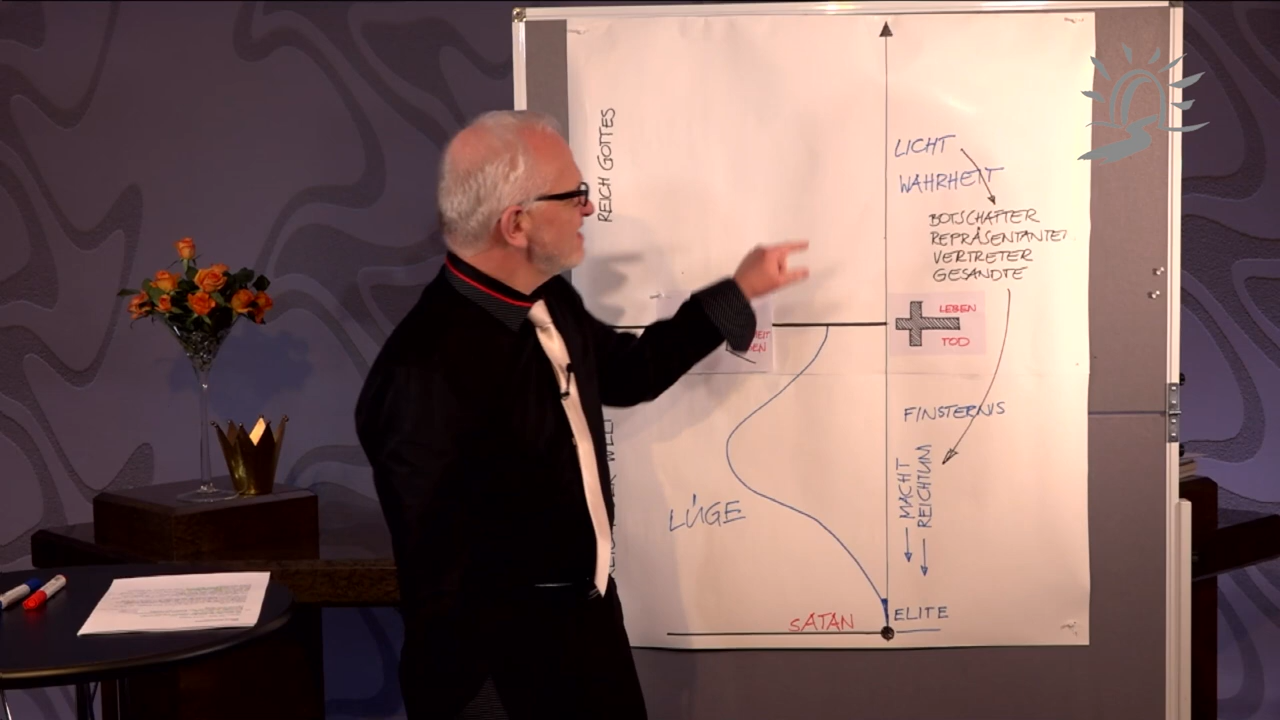 REICH GOTTES
LICHT
WAHRHEIT
BOTSCHAFTER
REPRÄSENTANTEN
VERTRETER
GESANDTE
LEBEN
TOD
FINSTERNIS
MACHT
REICHTUM
LÜGE
SATAN
ELITE